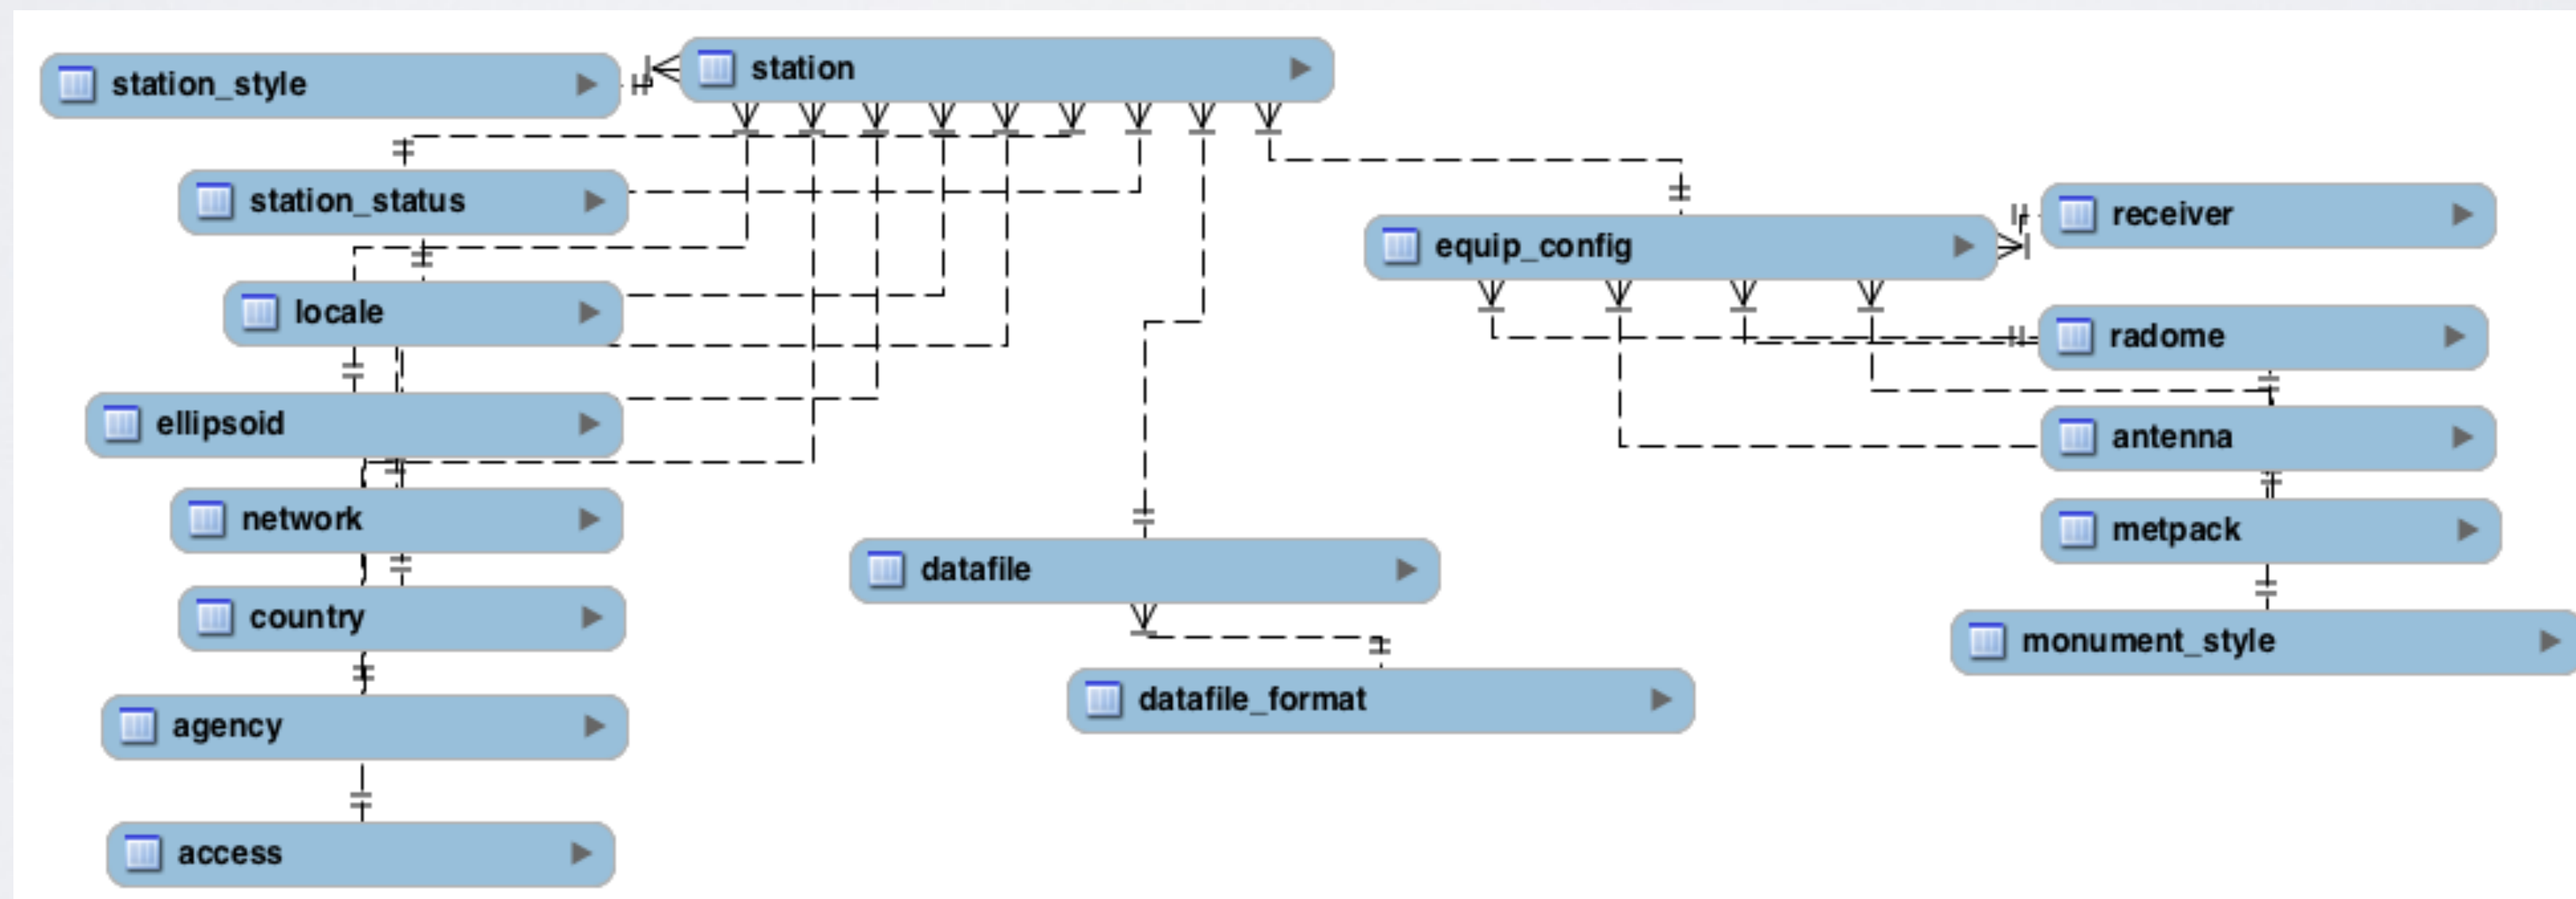 station_style
station
station_status
locale
ellipsoid
network
country
agency
access
datafile
datafile_format
equip_config
receiver
radome
antenna
metpack
monument_style